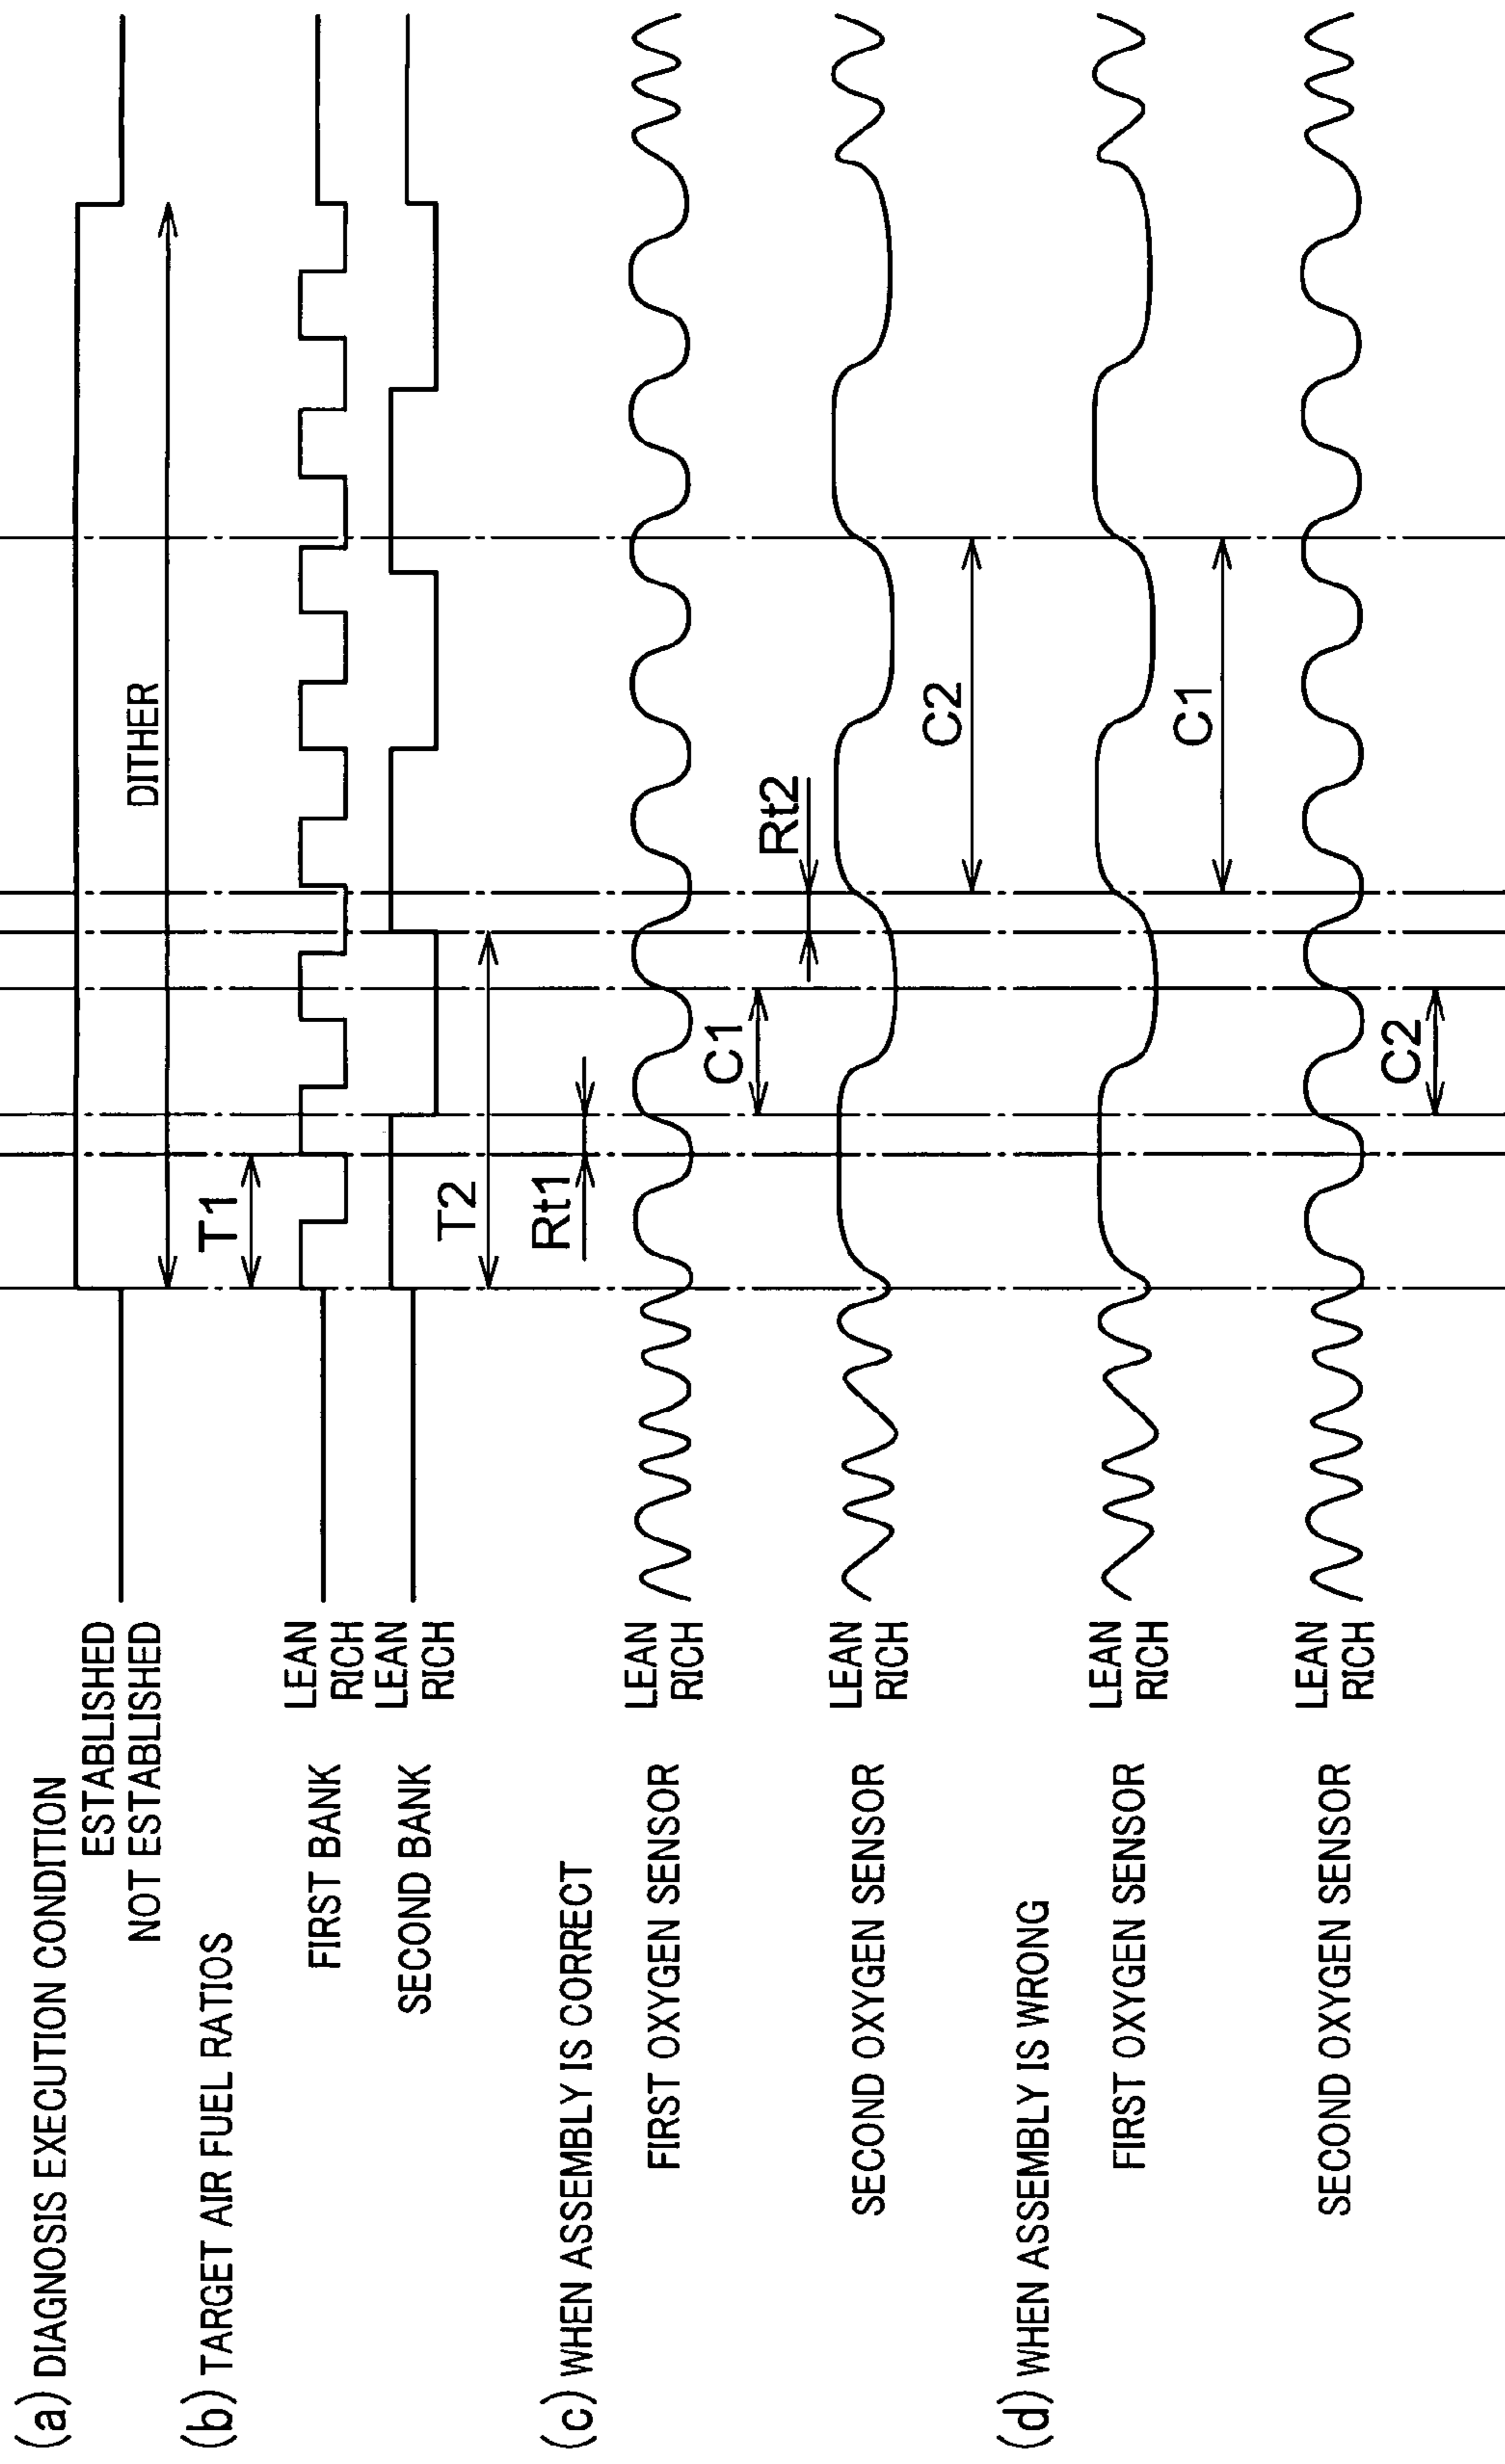 (a) DIAGNOSIS EXECUTION CONDITION
ESTABLISHED
NOT ESTABLISHED
DITHER
(b) TARGET AIR FUEL RATIOS
T1
FIRST BANK
LEAN
RICH
SECOND BANK
LEAN
RICH
T2
(c) WHEN ASSEMBLY IS CORRECT
Rt1
FIRST OXYGEN SENSOR
LEAN
RICH
C1
Rt2
SECOND OXYGEN SENSOR
LEAN
RICH
C2
(d) WHEN ASSEMBLY IS WRONG
FIRST OXYGEN SENSOR
LEAN
RICH
C1
SECOND OXYGEN SENSOR
LEAN
RICH
C2